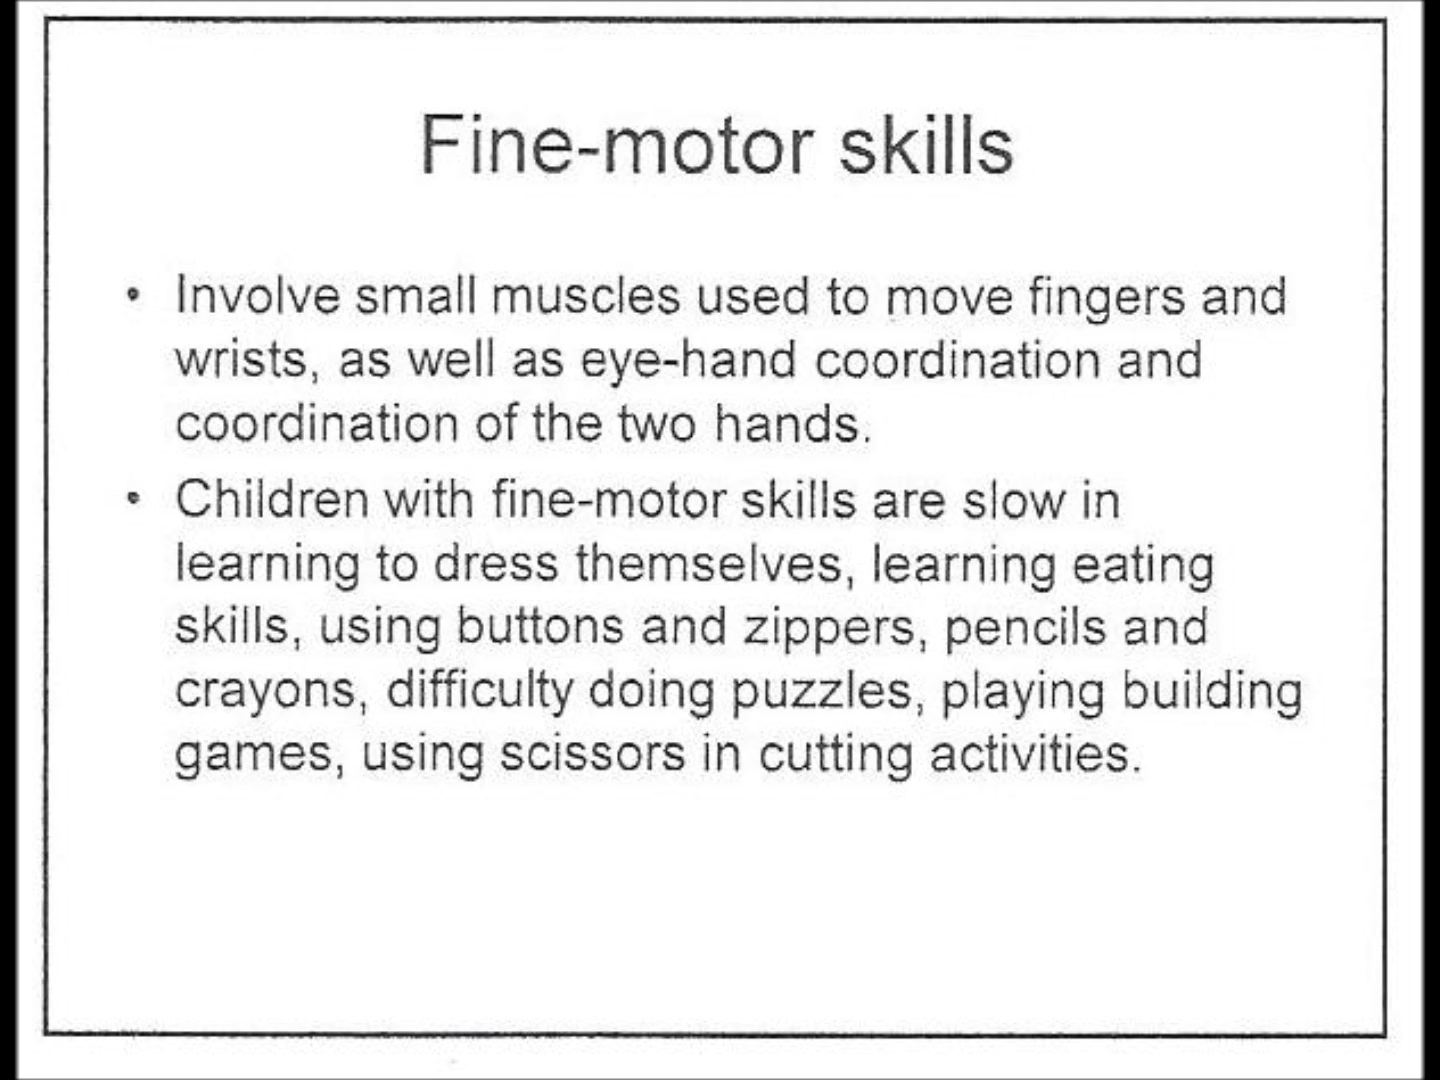 Fine-motor skills
• Involve small muscles used to move fingers and
wrists, as well as eye-hand coordination and
coordination of the two hands.
• Children with fine-motor skills are slow in
learning to dress themselves, learning eating
skills, using buttons and zippers, pencils and
crayons, difficulty doing puzzles, playing building
games, using scissors in cutting activities.